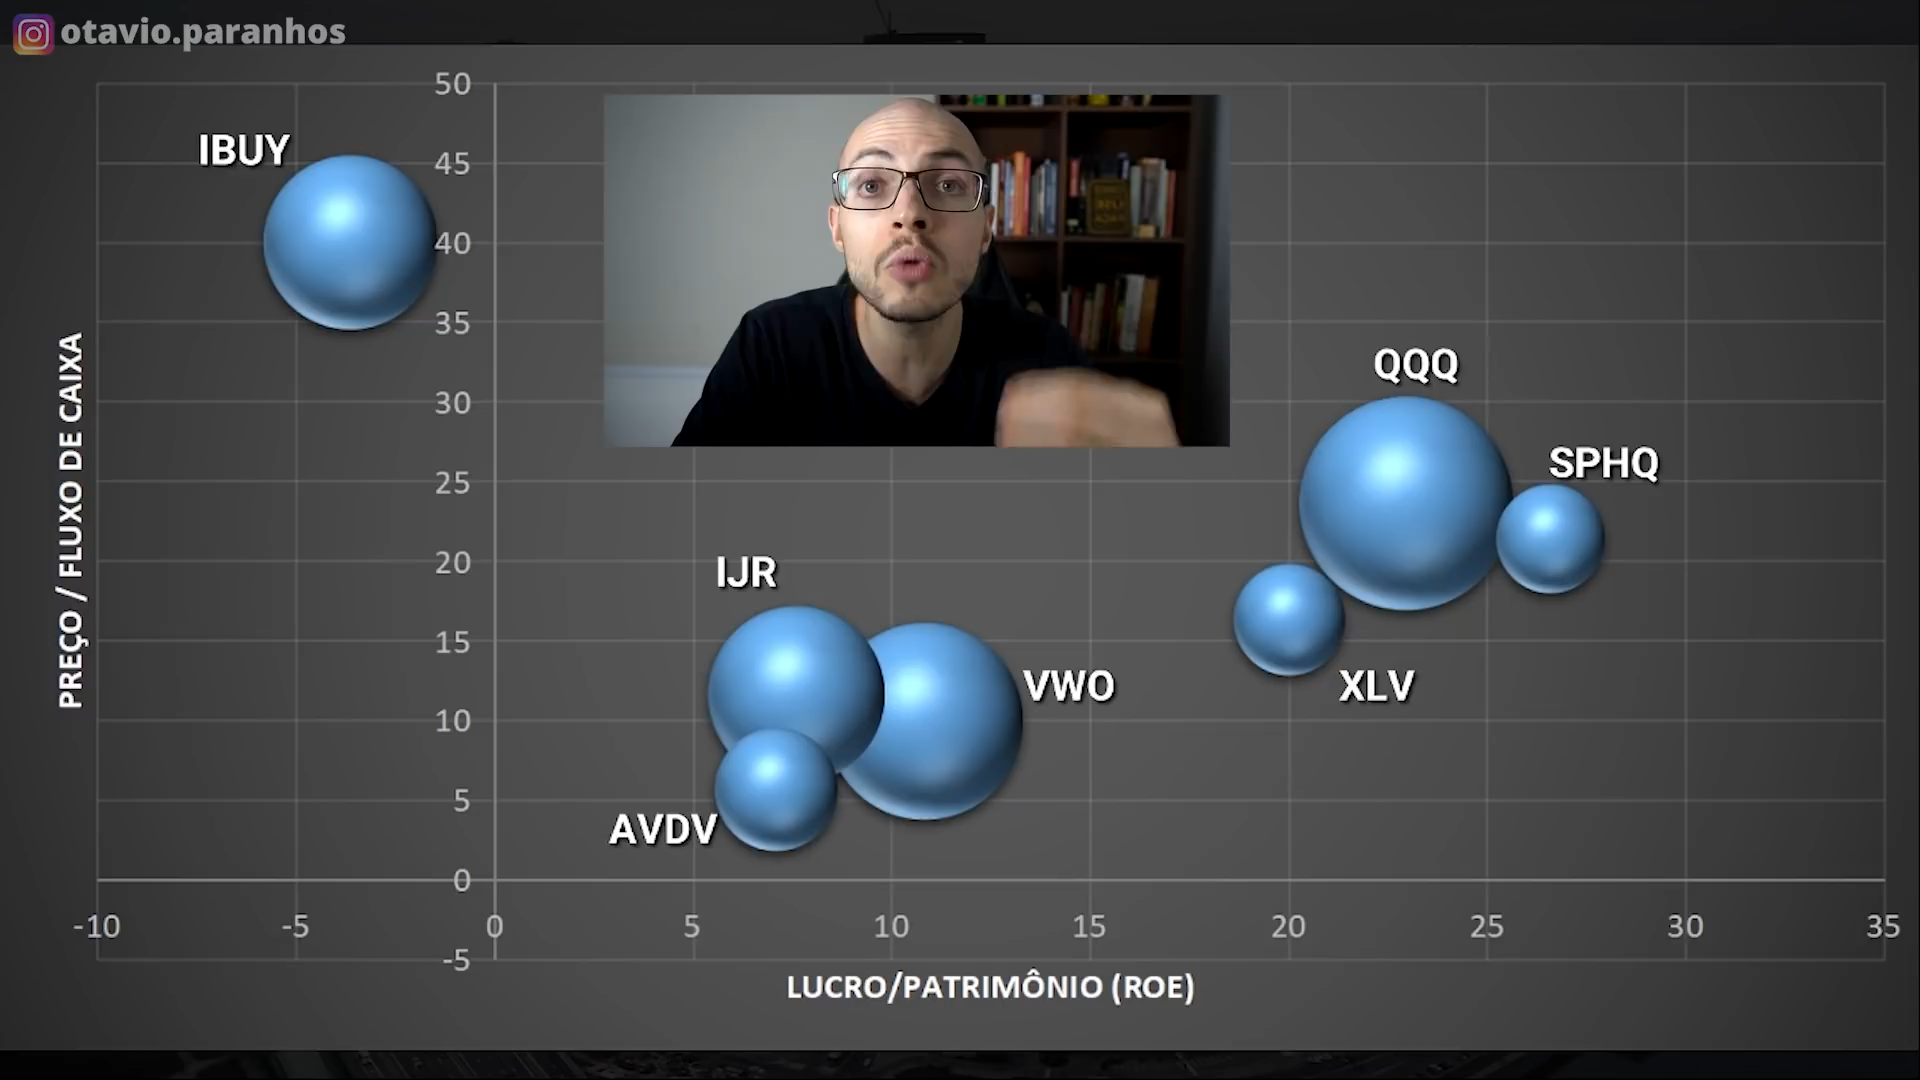 otavio.paranhos
50
IBUY
45
40
35
QQQ
30
SPHQ
25
20
IJR
15
VWO
XLV
10
AVDV
5
0
-10
-5
0
5
10
15
20
25
30
35
-5
PREÇO / FLUXO DE CAIXA
LUCRO/PATRIMÔNIO (ROE)